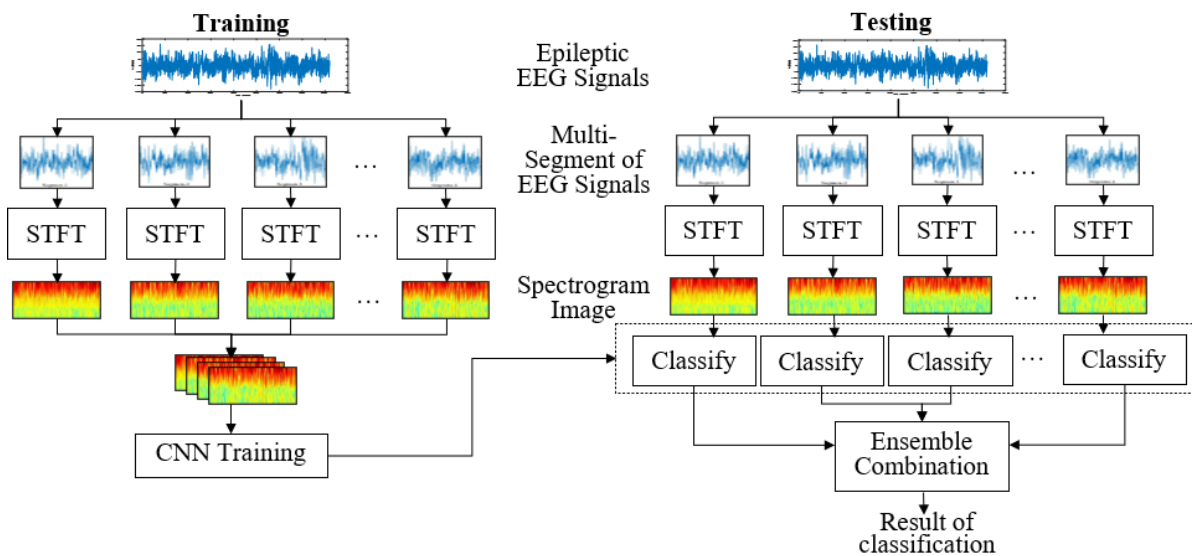 Training
Testing
Epileptic
EEG Signals
Multi-
Segment of
EEG Signals
STFT
STFT
STFT
...
STFT
STFT
STFT
STFT
...
STFT
Spectrogram
Image
...
...
...
...
Classify
Classify
Classify
...
Classify
CNN Training
Ensemble
Combination
Result of
classification